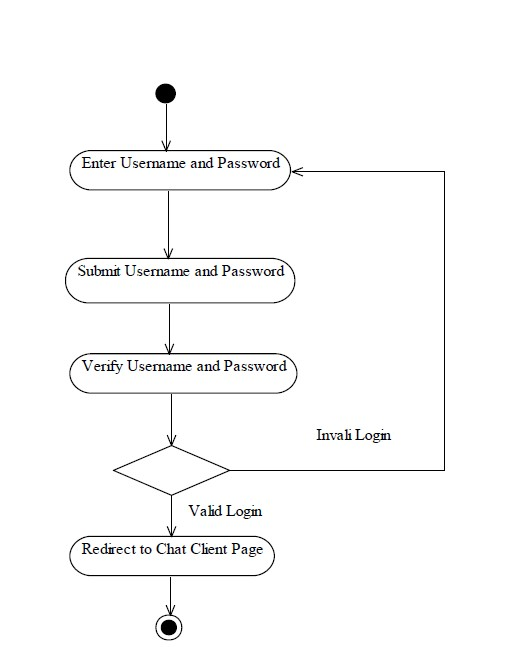 Enter Username and Password
Submit Username and Password
Verify Username and Password
Invali Login
Valid Login
Redirect to Chat Client Page